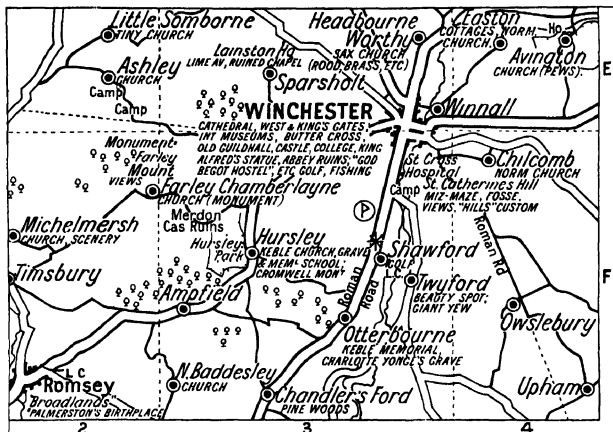 Little Somborne
TINY CHURCH
Headbourne
Worthy
SAX CHURCH
(ROOD, BRASS, ETC)
Easton
COTTAGES, NORM
CHURCH.
Ho
Avington
CHURCH (PEWS).
E
Lainston Ho
LIME AV, RUINED CHAPEL
Sparsholt
Ashley
CHURCH
Camp
Camp
WINCHESTER
CATHEDRAL, WEST & KING'S GATES,
INT MUSEUMS, BUTTER CROSS,
OLD GUILDHALL, CASTLE, COLLEGE, KING
ALFRED'S STATUE, ABBEY RUINS; "GOD
BEGOT HOSTEL", ETC GOLF, FISHING
Winnall
Monument
Farley
Mount
VIEWS
St Cross
Hospital
Chilcomb
NORM CHURCH
Farley Chamberlayne
CHURCH (MONUMENT)
Camp
St. Catherines Hill
MIZ-MAZE, FOSSE.
VIEWS, "HILLS" CUSTOM
Merdon
Cas Ruins
P
Michelmersh
CHURCH, SCENERY
Hursley
Park
Hursley
KEBLE CHURCH, GRAVE
& MEM'L SCHOOL,
CROMWELL MONT
Shawford
GOLF
L.C.
Roman Rd
F
Timsbury
Twyford
BEAUTY SPOT;
GIANT YEW
Roman
Road
Ampfield
Owslebury
Otterbourne
KEBLE MEMORIAL,
CHARLOTTE YONGE'S GRAVE
L C
Romsey
"Broadlands"
"PALMERSTON'S BIRTHPLACE
N. Baddesley
CHURCH
Chandler's Ford
PINE WOODS
Upham
2
3
4